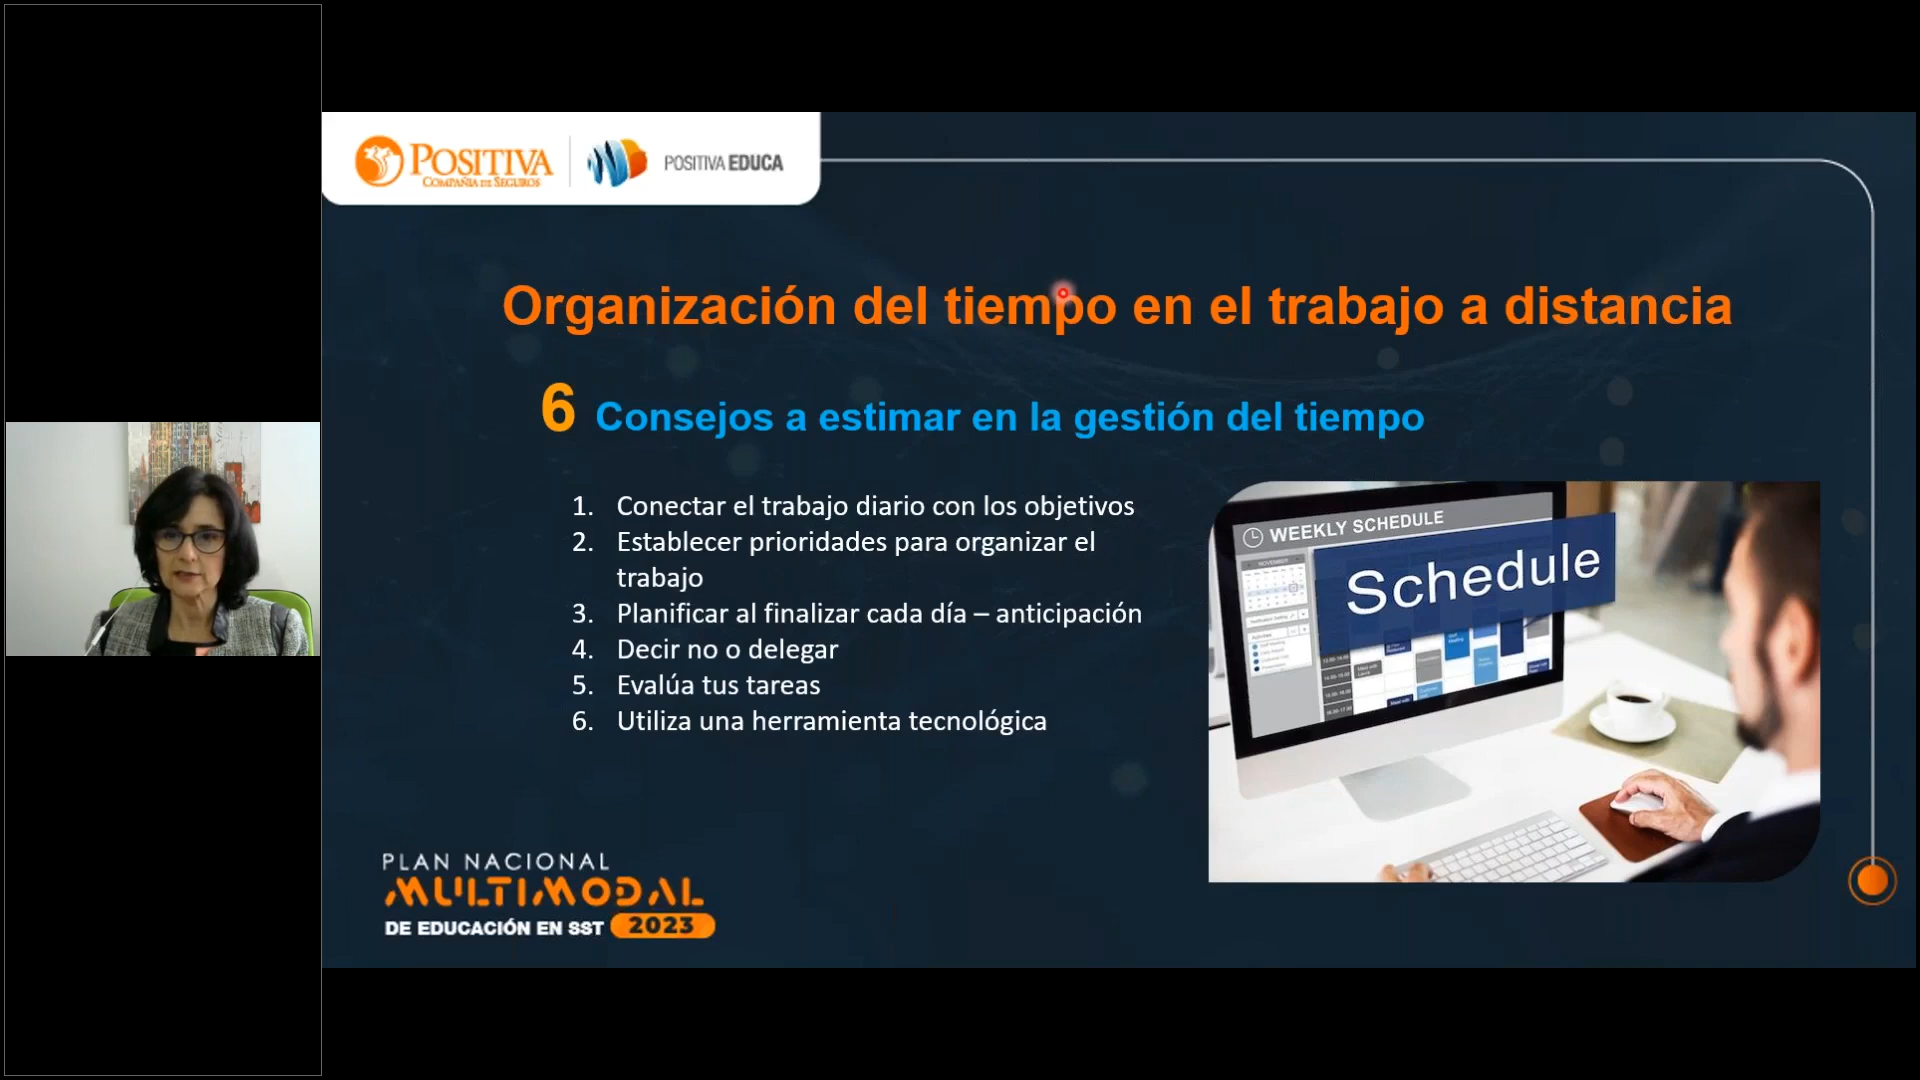 POSITIVA
COMPAÑIA DE SEGUROS
POSITIVA EDUCA
Organización del tiempo en el trabajo a distancia
6 Consejos a estimar en la gestión del tiempo
1. Conectar el trabajo diario con los objetivos
2. Establecer prioridades para organizar el
trabajo
3. Planificar al finalizar cada día – anticipación
4. Decir no o delegar
5. Evalúa tus tareas
6. Utiliza una herramienta tecnológica
WEEKLY SCHEDULE
Schedule
NOVEMBER
PLAN NACIONAL
MULTIMODAL
DE EDUCACIÓN EN SST 2023